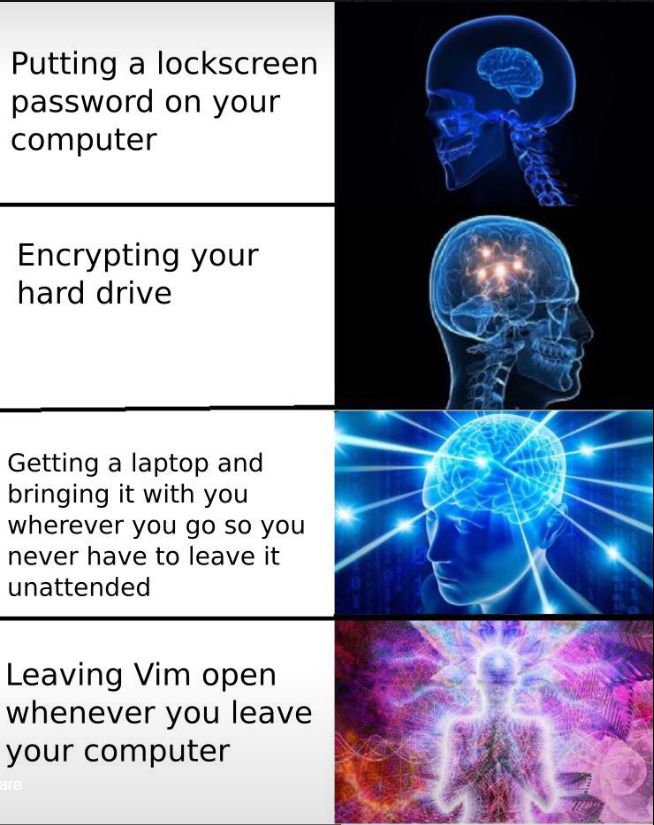 Putting a lockscreen
password on your
computer
Encrypting your
hard drive
Getting a laptop and
bringing it with you
wherever you go so you
never have to leave it
unattended
Leaving Vim open
whenever you leave
your computer
are